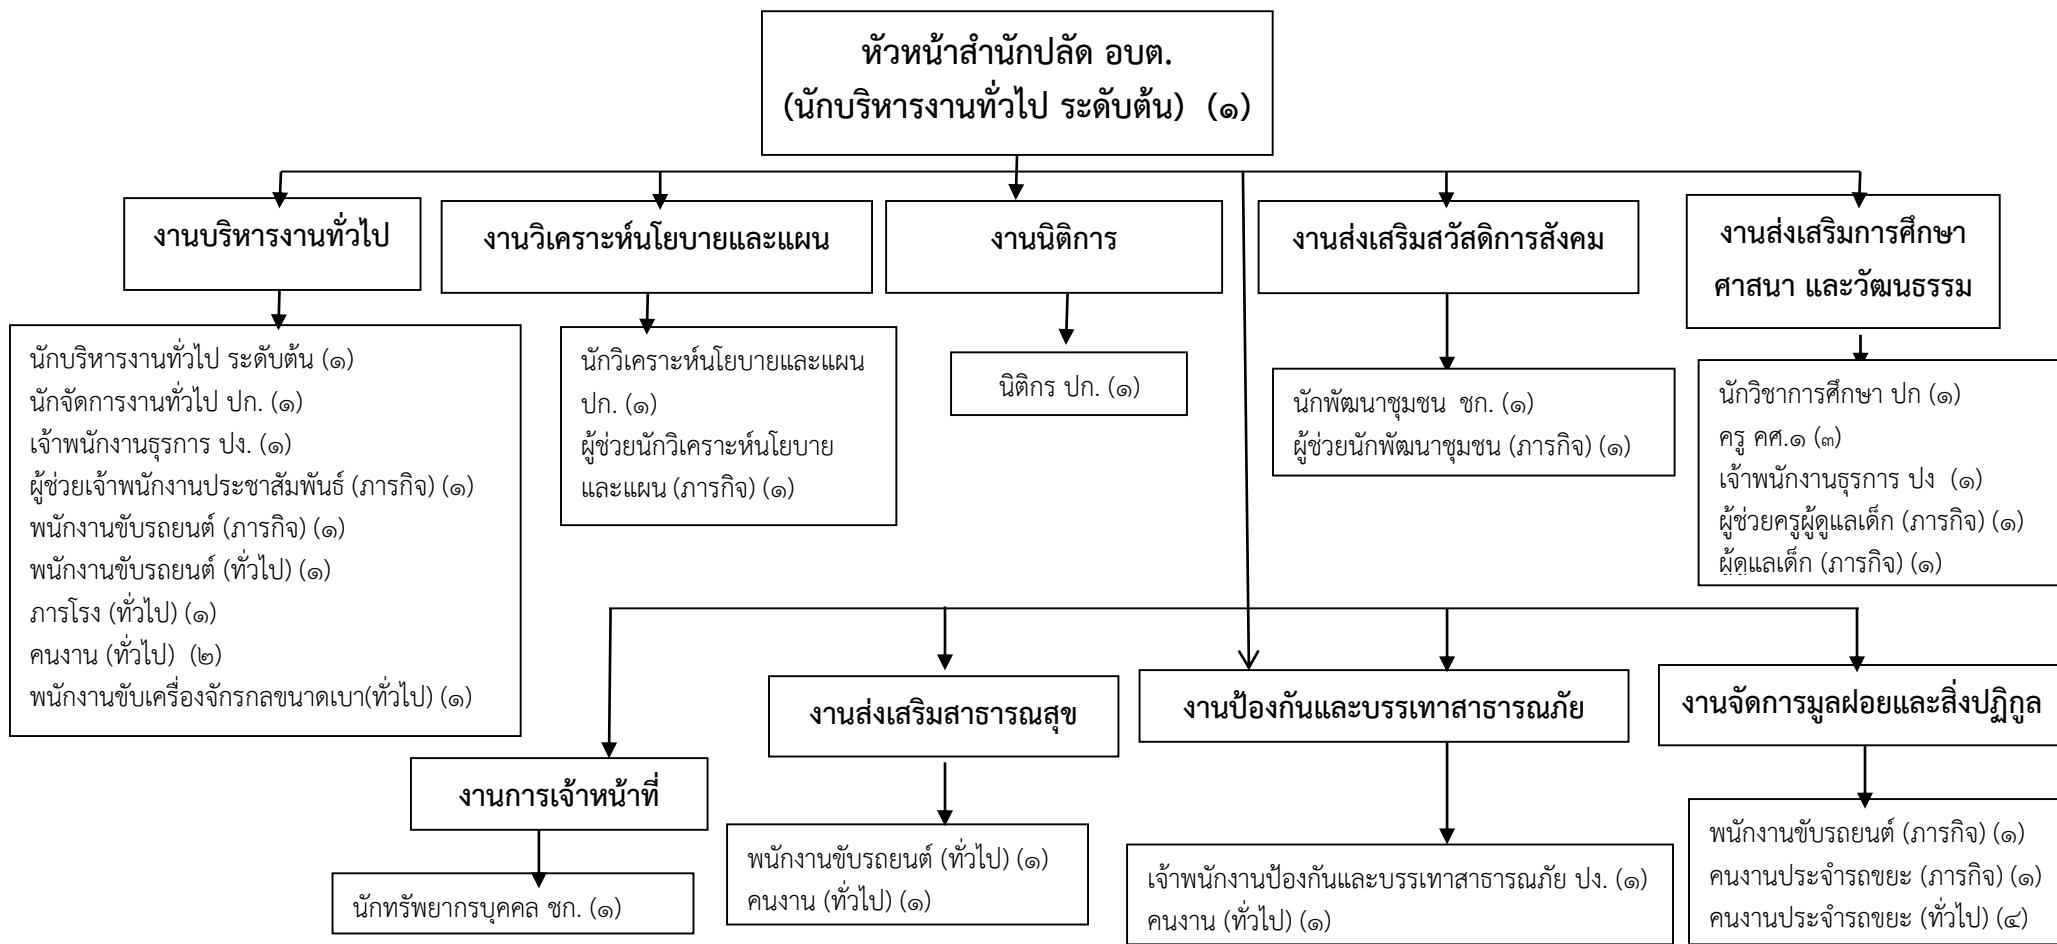 หัวหน้าสำนักปลัด อบต.
(นักบริหารงานทั่วไป ระดับต้น) (๑)
งานบริหารงานทั่วไป
งานวิเคราะห์นโยบายและแผน
งานนิติการ
งานส่งเสริมสวัสดิการสังคม
งานส่งเสริมการศึกษา
ศาสนา และวัฒนธรรม
นักบริหารงานทั่วไป ระดับต้น (๑)
นักจัดการงานทั่วไป ปก. (๑)
เจ้าพนักงานธุรการ ปง. (๑)
ผู้ช่วยเจ้าพนักงานประชาสัมพันธ์ (ภารกิจ) (๑)
พนักงานขับรถยนต์ (ภารกิจ) (๑)
พนักงานขับรถยนต์ (ทั่วไป) (๑)
ภารโรง (ทั่วไป) (๑)
คนงาน (ทั่วไป) (๒)
พนักงานขับเครื่องจักรกลขนาดเบา(ทั่วไป) (๑)
นักวิเคราะห์นโยบายและแผน
ปก. (๑)
ผู้ช่วยนักวิเคราะห์นโยบาย
และแผน (ภารกิจ) (๑)
นิติกร ปก. (๑)
นักพัฒนาชุมชน ชก. (๑)
ผู้ช่วยนักพัฒนาชุมชน (ภารกิจ) (๑)
นักวิชาการศึกษา ปก (๑)
ครู คศ.๑ (๓)
เจ้าพนักงานธุรการ ปง (๑)
ผู้ช่วยครูผู้ดูแลเด็ก (ภารกิจ) (๑)
ผู้ดูแลเด็ก (ภารกิจ) (๑)
งานการเจ้าหน้าที่
งานส่งเสริมสาธารณสุข
งานป้องกันและบรรเทาสาธารณภัย
งานจัดการมูลฝอยและสิ่งปฏิกูล
นักทรัพยากรบุคคล ชก. (๑)
พนักงานขับรถยนต์ (ทั่วไป) (๑)
คนงาน (ทั่วไป) (๑)
เจ้าพนักงานป้องกันและบรรเทาสาธารณภัย ปง. (๑)
คนงาน (ทั่วไป) (๑)
พนักงานขับรถยนต์ (ภารกิจ) (๑)
คนงานประจำรถขยะ (ภารกิจ) (๑)
คนงานประจำรถขยะ (ทั่วไป) (๔)